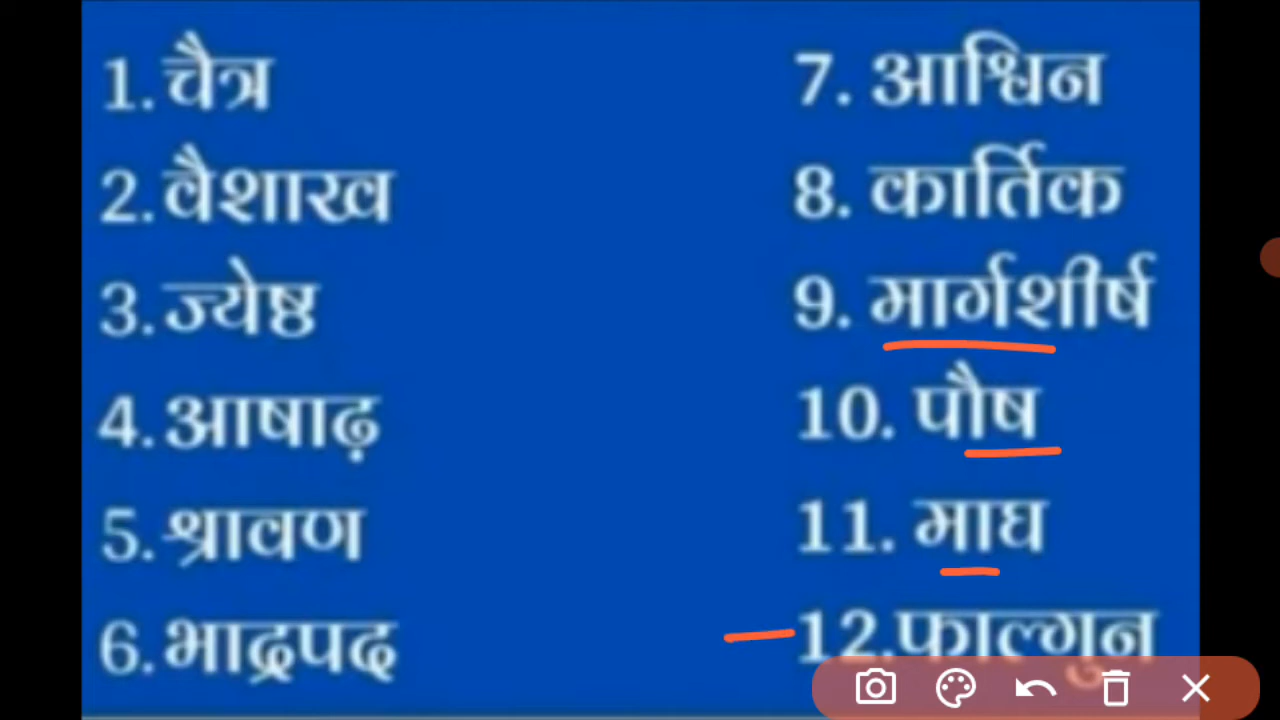 1. चैत्र
2. वैशाख
3. ज्येष्ठ
4. आषाढ़
5. श्रावण
6. भाद्रपद
7. आश्विन
8. कार्तिक
9. मार्गशीर्ष
10. पौष
11. माघ
12. फाल्गुन